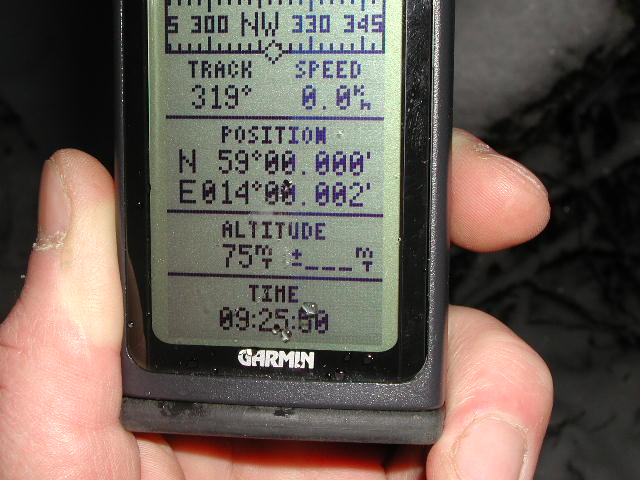 5 300 NW 330 345
TRACK SPEED
319° 0.0 K/h
POSITION
N 59°00.000'
E014°00.002'
ALTITUDE
75 m/T ±___ m/T
TIME
09:25:
GARMIN